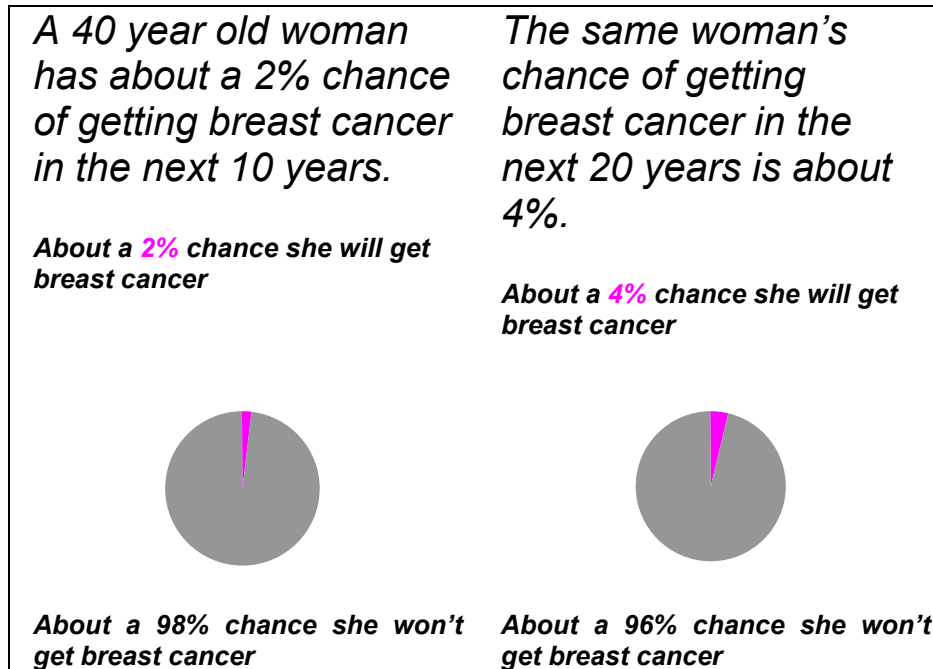 A 40 year old woman
has about a 2% chance
of getting breast cancer
in the next 10 years.
About a 2% chance she will get
breast cancer
About a 98% chance she won't
get breast cancer
The same woman’s
chance of getting
breast cancer in the
next 20 years is about
4%.
About a 4% chance she will get
breast cancer
About a 96% chance she won’t
get breast cancer